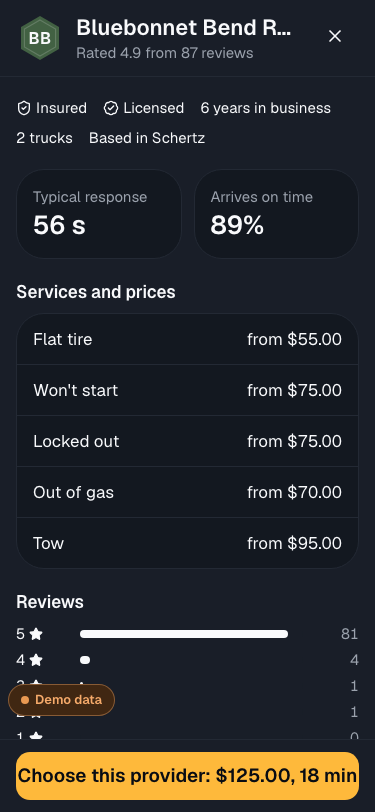 BB
Bluebonnet Bend R...
Rated 4.9 from 87 reviews
Insured Licensed 6 years in business
2 trucks Based in Schertz
Typical response
56 s
Arrives on time
89%
Services and prices
Flat tire from $55.00
Won't start from $75.00
Locked out from $75.00
Out of gas from $70.00
Tow from $95.00
Reviews
5 81
4 4
1
Demo data
1
1 0
Choose this provider: $125.00, 18 min